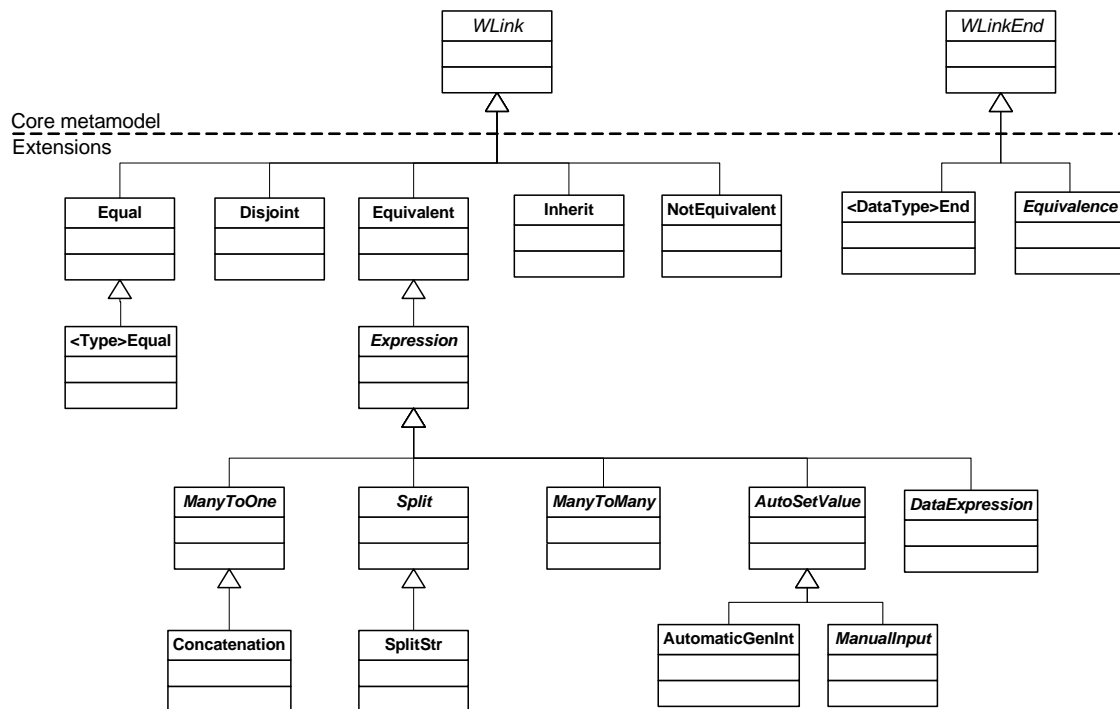 WLink
WLinkEnd
Core metamodel
Extensions
Equal
Disjoint
Equivalent
Inherit
NotEquivalent
<DataType>End
Equivalence
<Type>Equal
Expression
ManyToOne
Split
ManyToMany
AutoSetValue
DataExpression
Concatenation
SplitStr
AutomaticGenInt
ManualInput